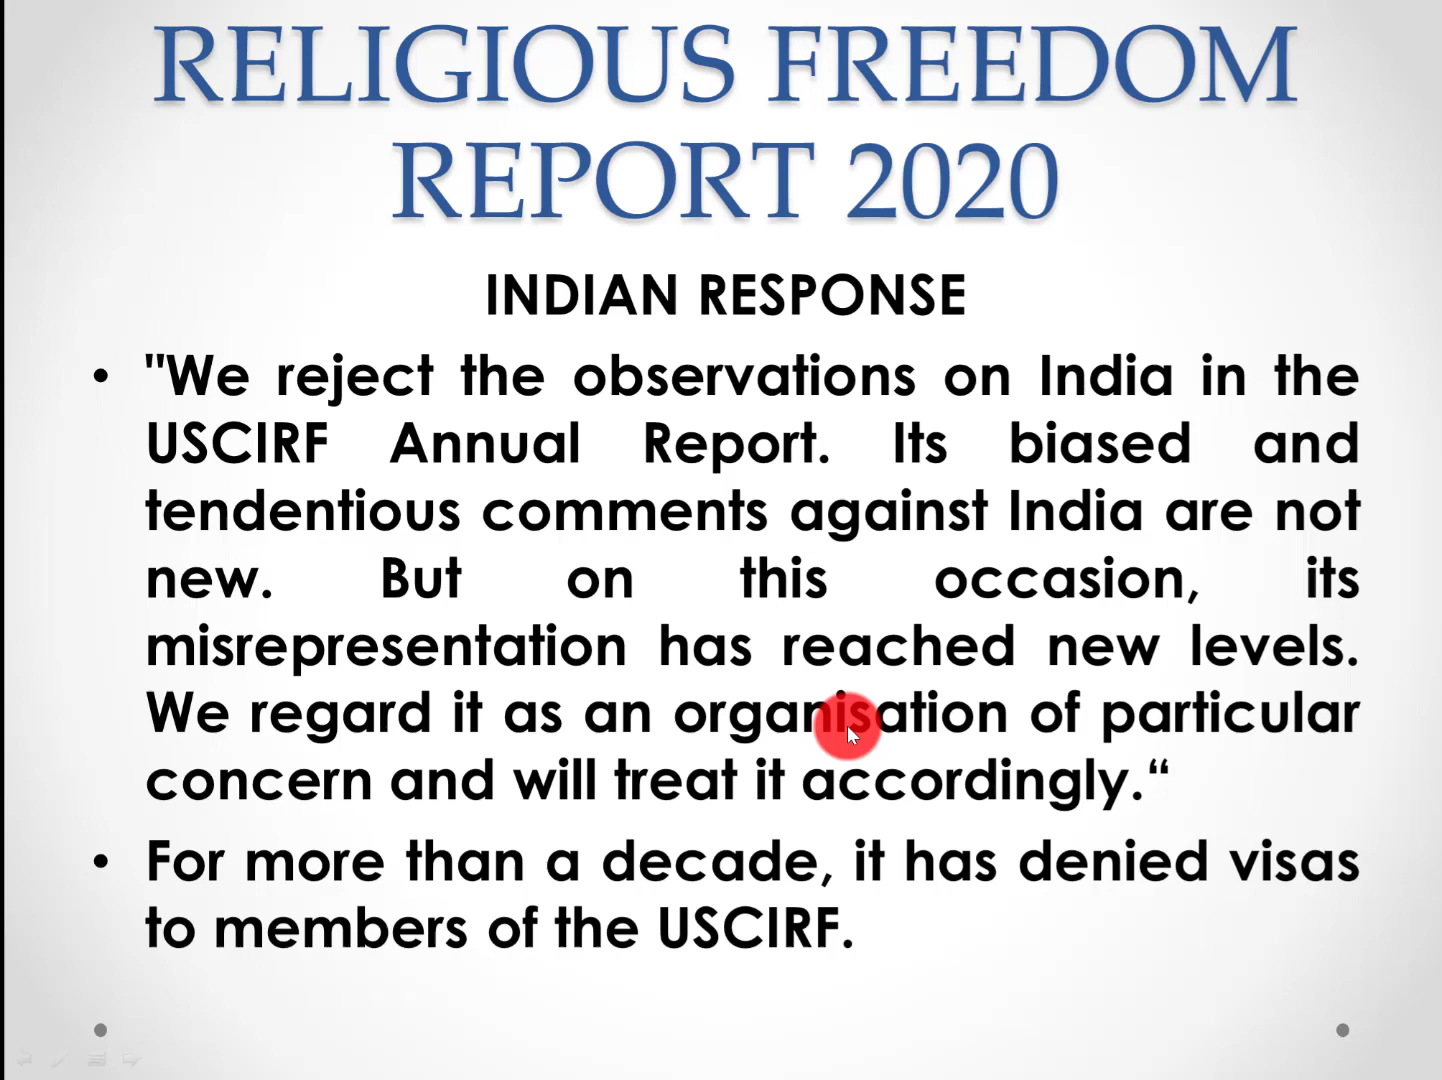 RELIGIOUS FREEDOM
REPORT 2020
INDIAN RESPONSE
• "We reject the observations on India in the
USCIRF Annual Report. Its biased and
tendentious comments against India are not
new. But on this occasion, its
misrepresentation has reached new levels.
We regard it as an organisation of particular
concern and will treat it accordingly.“
• For more than a decade, it has denied visas
to members of the USCIRF.